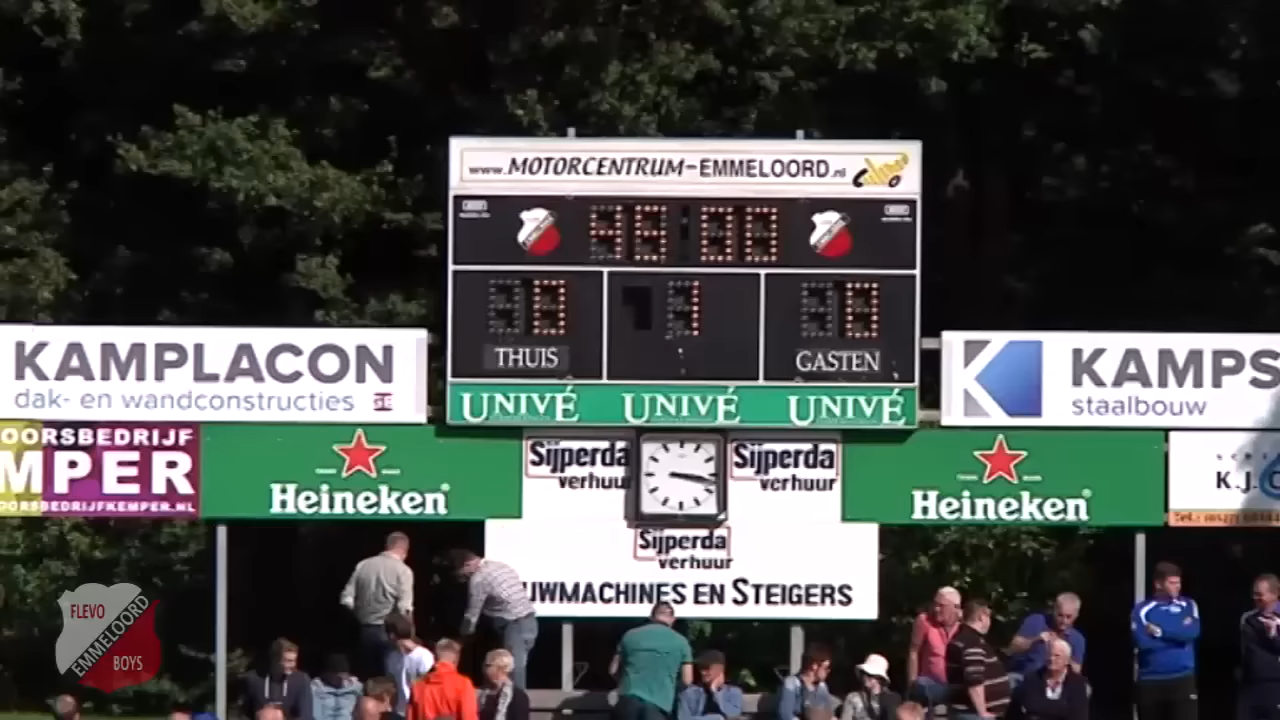 www.MOTORCENTRUM-EMMELOORD.nl
THUIS
GASTEN
UNIVÉ UNIVÉ UNIVÉ
KAMPLACON
dak- en wandconstructies
KAMPS
staalbouw
OORSBEDRIJF
MPER
OORSBEDRIJFKEMPER.NL
Heineken
Sijperda
verhuur
Sijperda
verhuur
Heineken
K.J.
Sijperda
verhuur
UWMACHINES EN STEIGERS
FLEVO
EMMELOORD
BOYS